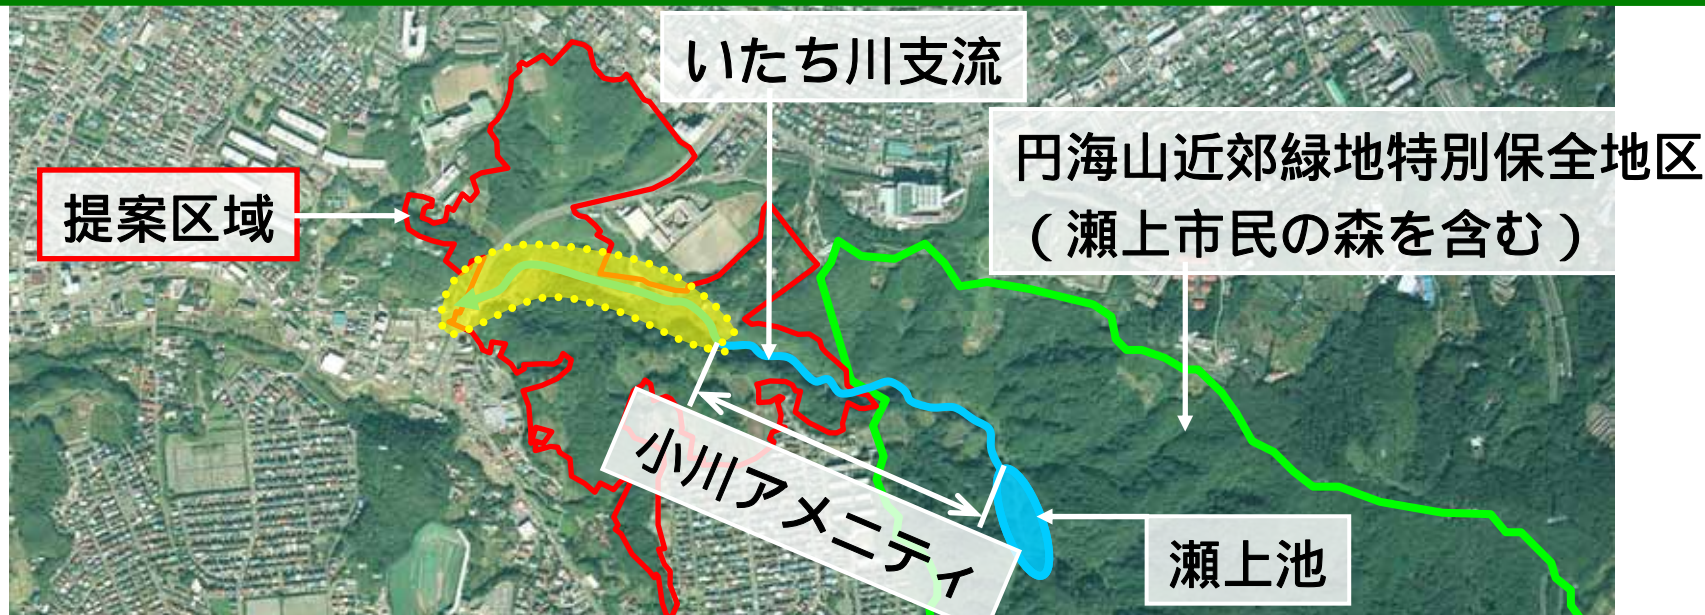 いたち川支流
円海山近郊緑地特別保全地区
（瀬上市民の森を含む）
提案区域
小川アメニティ
瀬上池